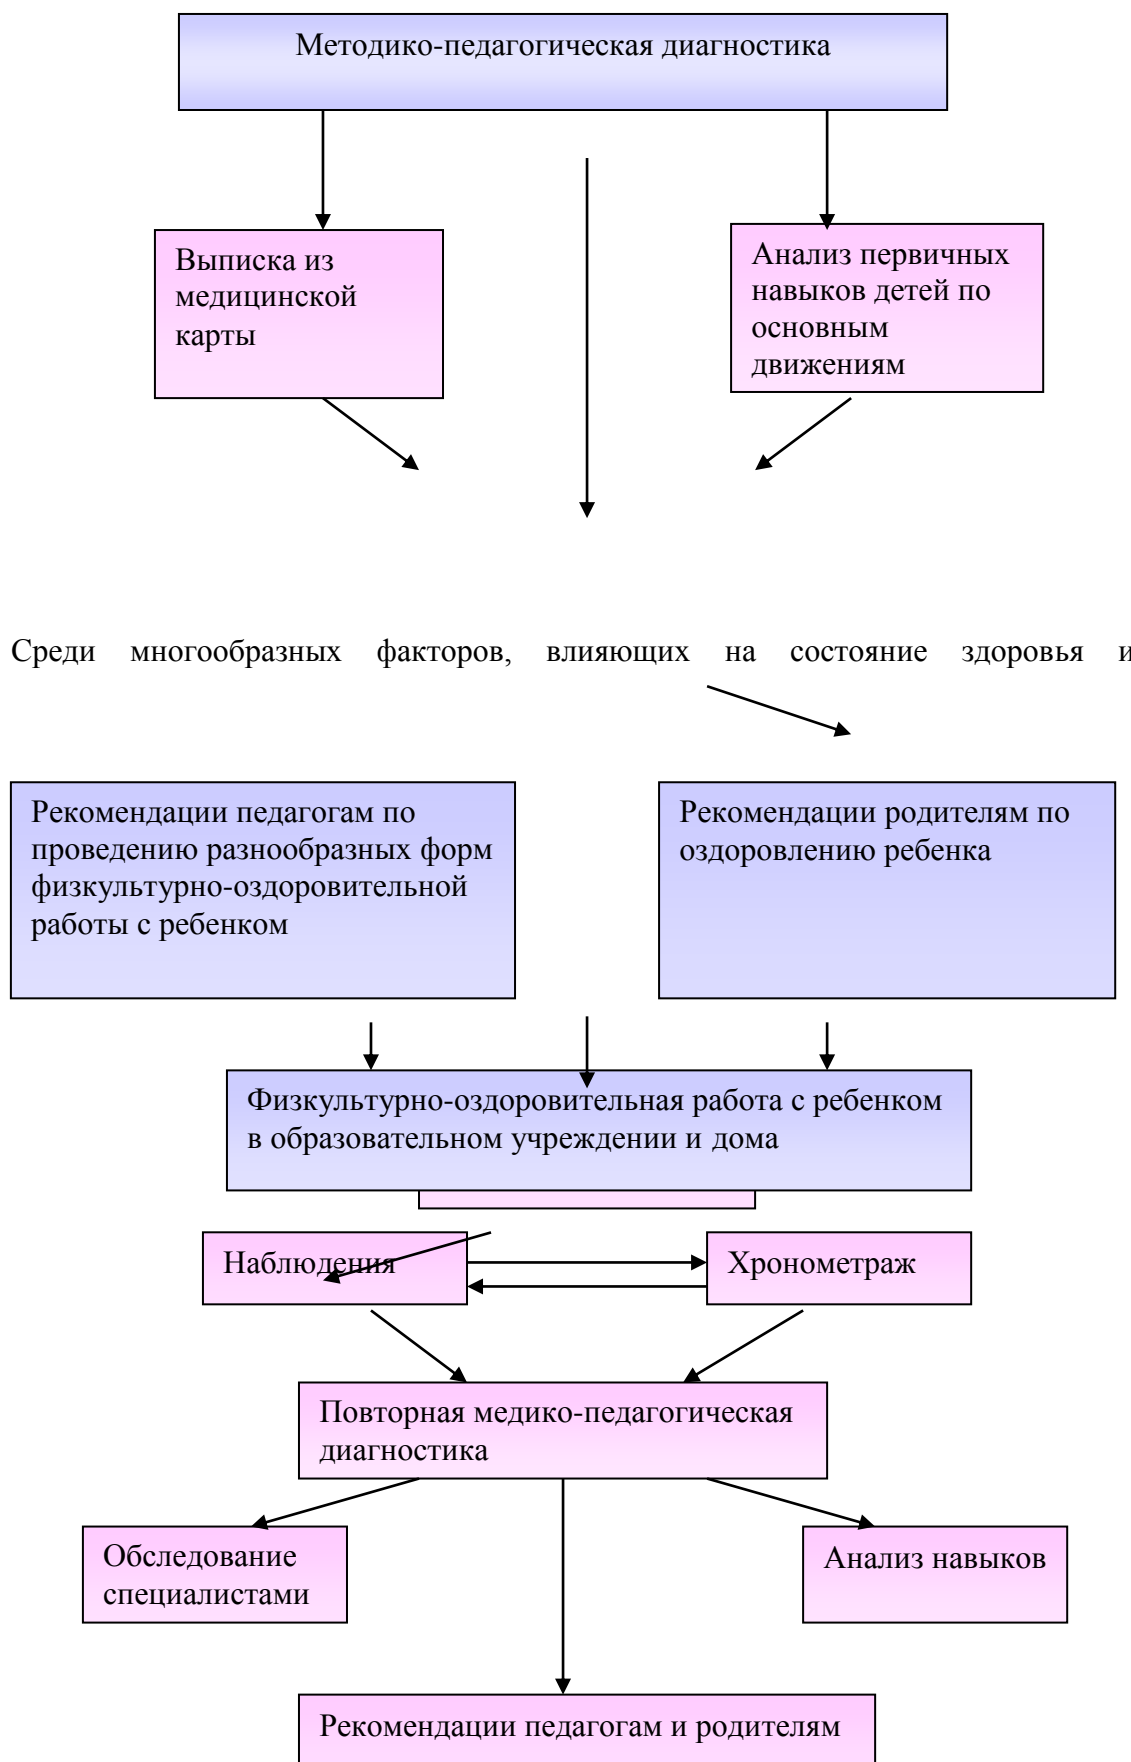 Методико-педагогическая диагностика
Выписка из
медицинской
карты
Анализ первичных
навыков детей по
основным
движениям
Среди многообразных факторов, влияющих на состояние здоровья и
Рекомендации педагогам по
проведению разнообразных форм
физкультурно-оздоровительной
работы с ребенком
Рекомендации родителям по
оздоровлению ребенка
Физкультурно-оздоровительная работа с ребенком
в образовательном учреждении и дома
Наблюдения
Хронометраж
Повторная медико-педагогическая
диагностика
Обследование
специалистами
Анализ навыков
Рекомендации педагогам и родителям